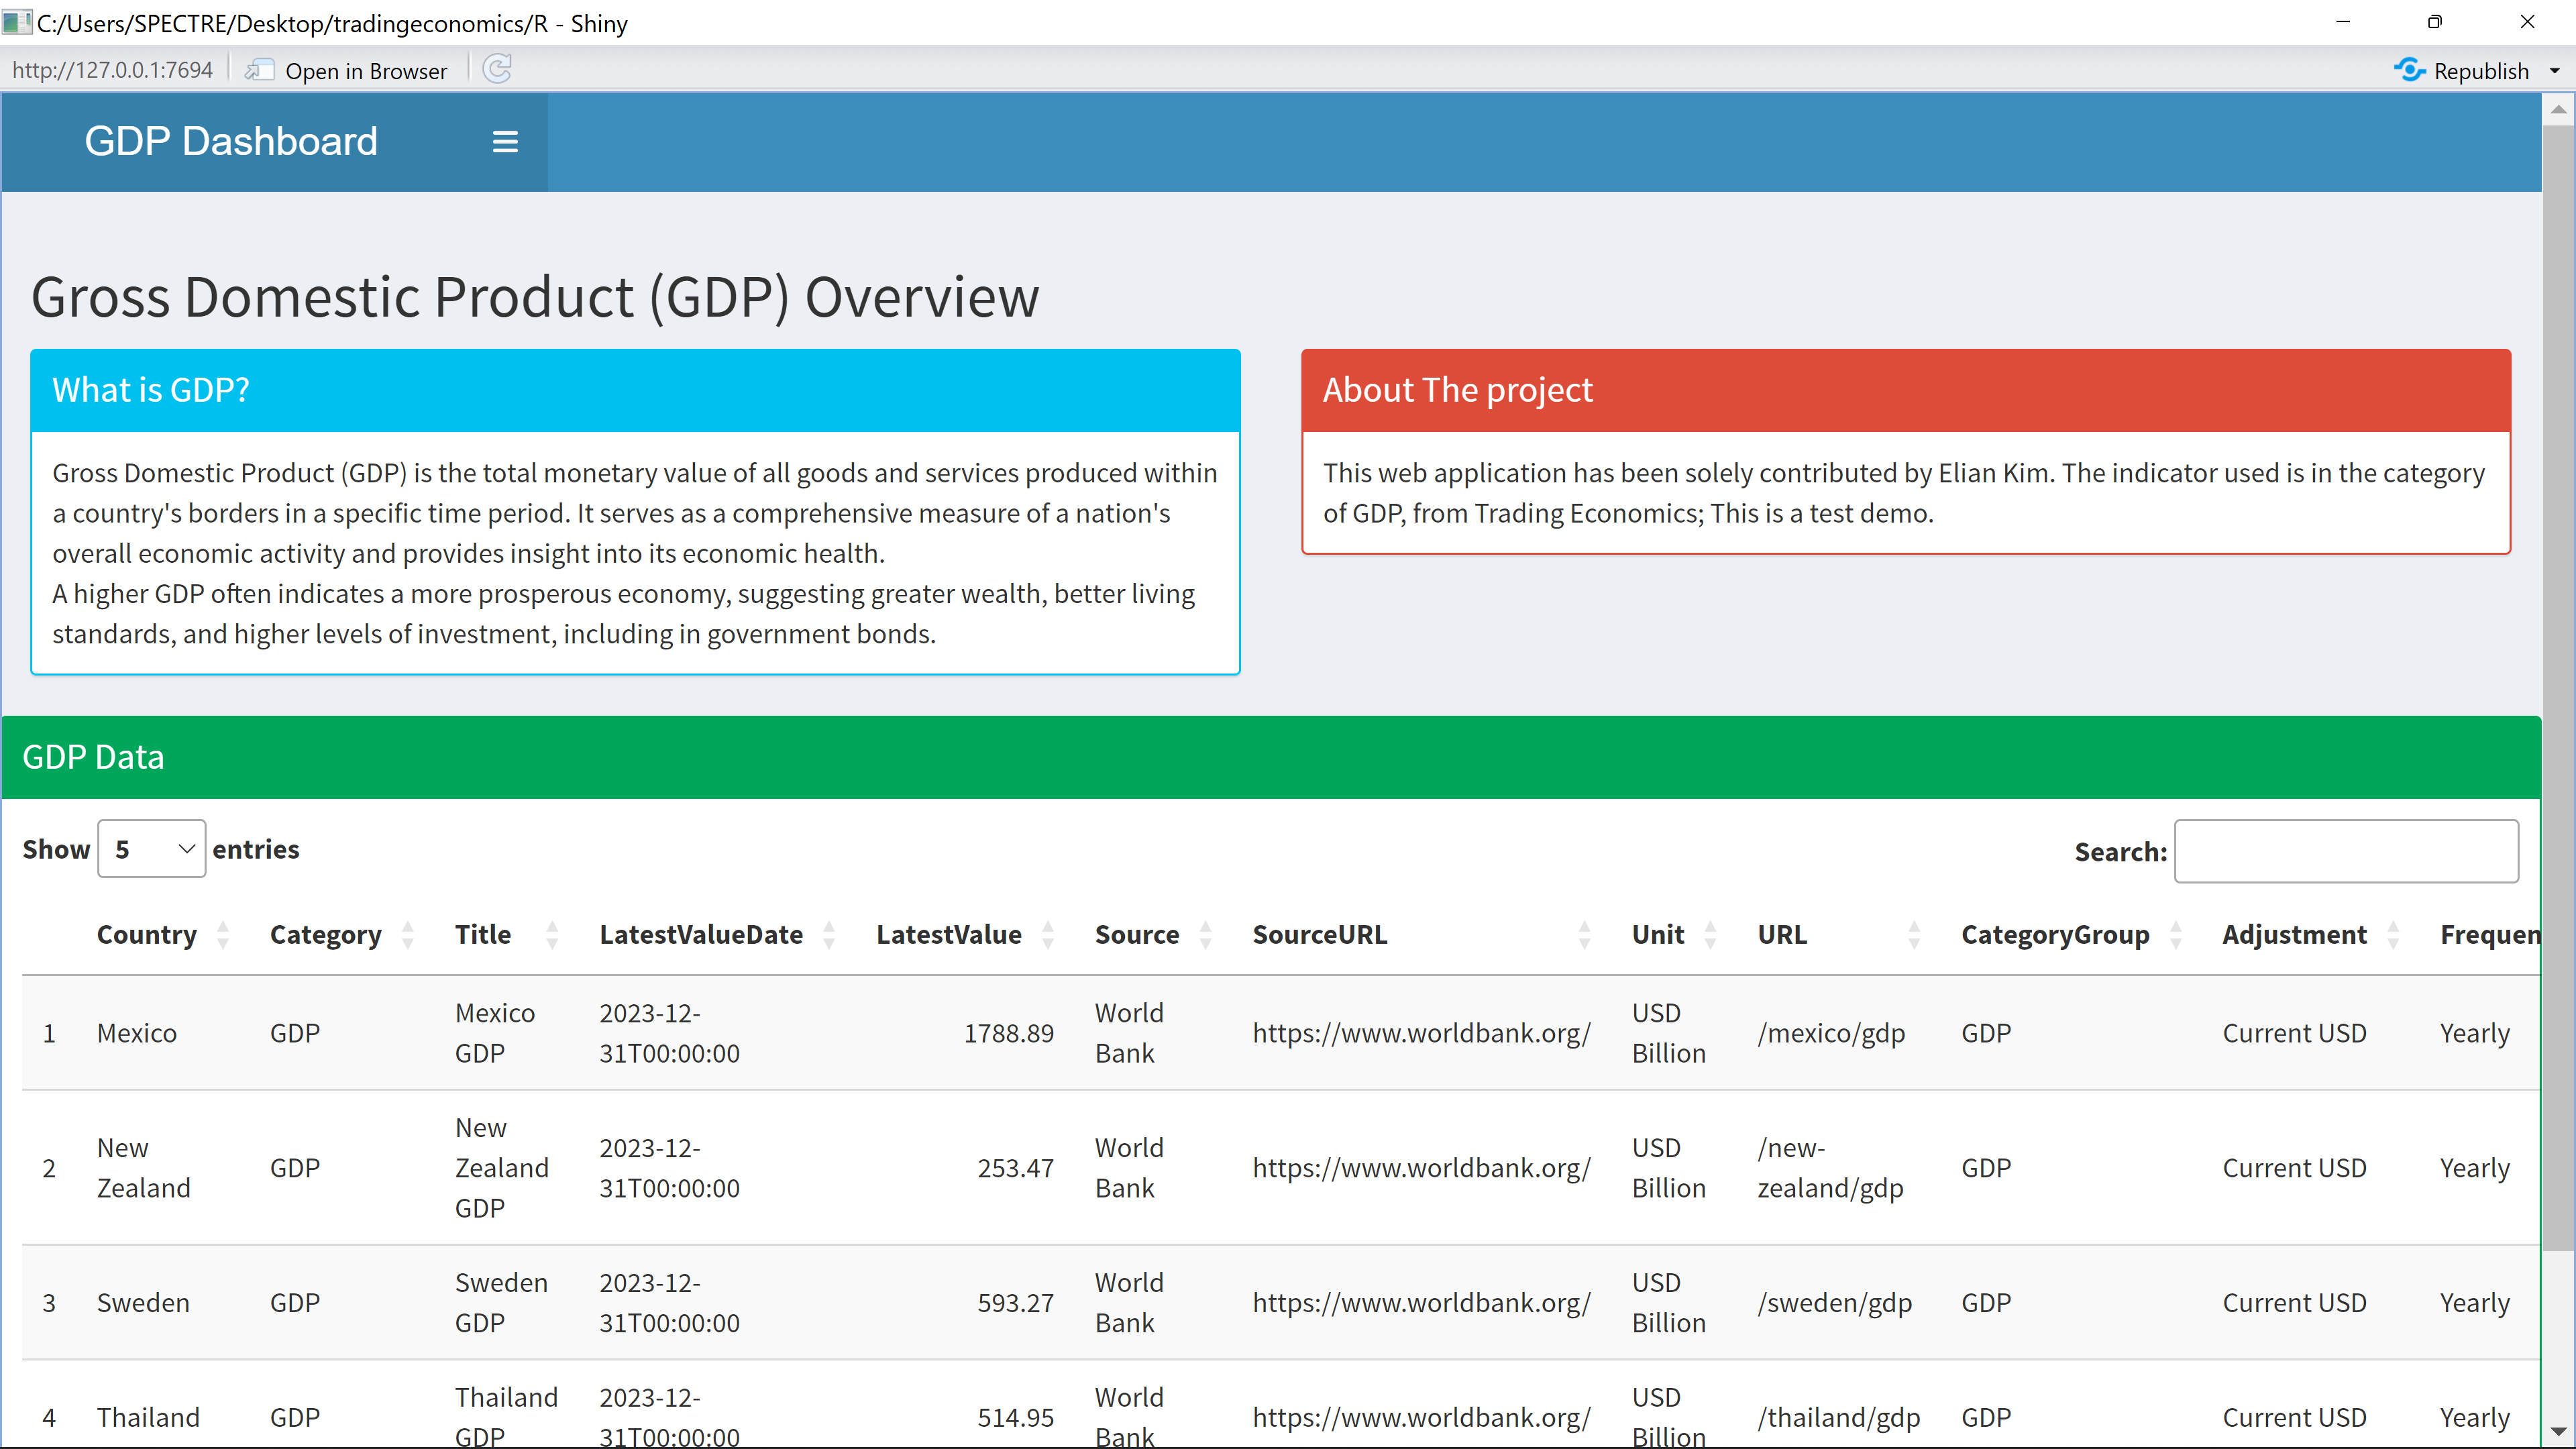 C:/Users/SPECTRE/Desktop/tradingeconomics/R - Shiny
http://127.0.0.1:7694 Open in Browser Republish
GDP Dashboard
Gross Domestic Product (GDP) Overview
What is GDP?
Gross Domestic Product (GDP) is the total monetary value of all goods and services produced within
a country's borders in a specific time period. It serves as a comprehensive measure of a nation's
overall economic activity and provides insight into its economic health.
A higher GDP often indicates a more prosperous economy, suggesting greater wealth, better living
standards, and higher levels of investment, including in government bonds.
About The project
This web application has been solely contributed by Elian Kim. The indicator used is in the category
of GDP, from Trading Economics; This is a test demo.
GDP Data
Show 5 entries Search:
Country Category Title LatestValueDate LatestValue Source SourceURL Unit URL CategoryGroup Adjustment Frequen
1 Mexico GDP Mexico GDP 2023-12-31T00:00:00 1788.89 World Bank https://www.worldbank.org/ USD Billion /mexico/gdp GDP Current USD Yearly
2 New Zealand GDP New Zealand GDP 2023-12-31T00:00:00 253.47 World Bank https://www.worldbank.org/ USD Billion /new-zealand/gdp GDP Current USD Yearly
3 Sweden GDP Sweden GDP 2023-12-31T00:00:00 593.27 World Bank https://www.worldbank.org/ USD Billion /sweden/gdp GDP Current USD Yearly
4 Thailand GDP Thailand GDP 2023-12-31T00:00:00 514.95 World Bank https://www.worldbank.org/ USD Billion /thailand/gdp GDP Current USD Yearly